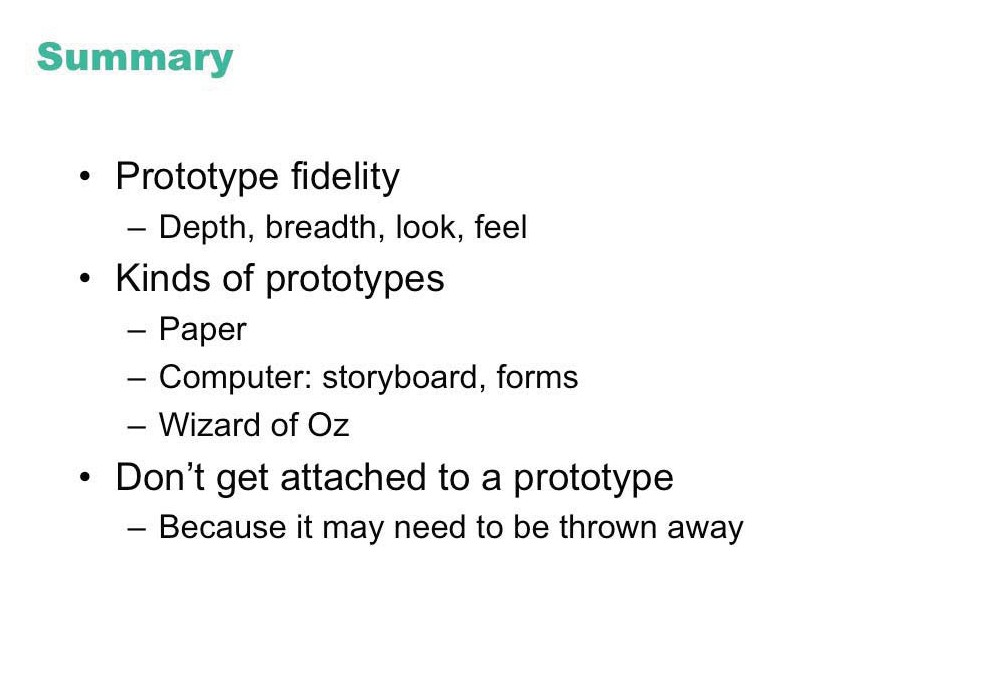 Summary
• Prototype fidelity
– Depth, breadth, look, feel
• Kinds of prototypes
– Paper
– Computer: storyboard, forms
– Wizard of Oz
• Don’t get attached to a prototype
– Because it may need to be thrown away